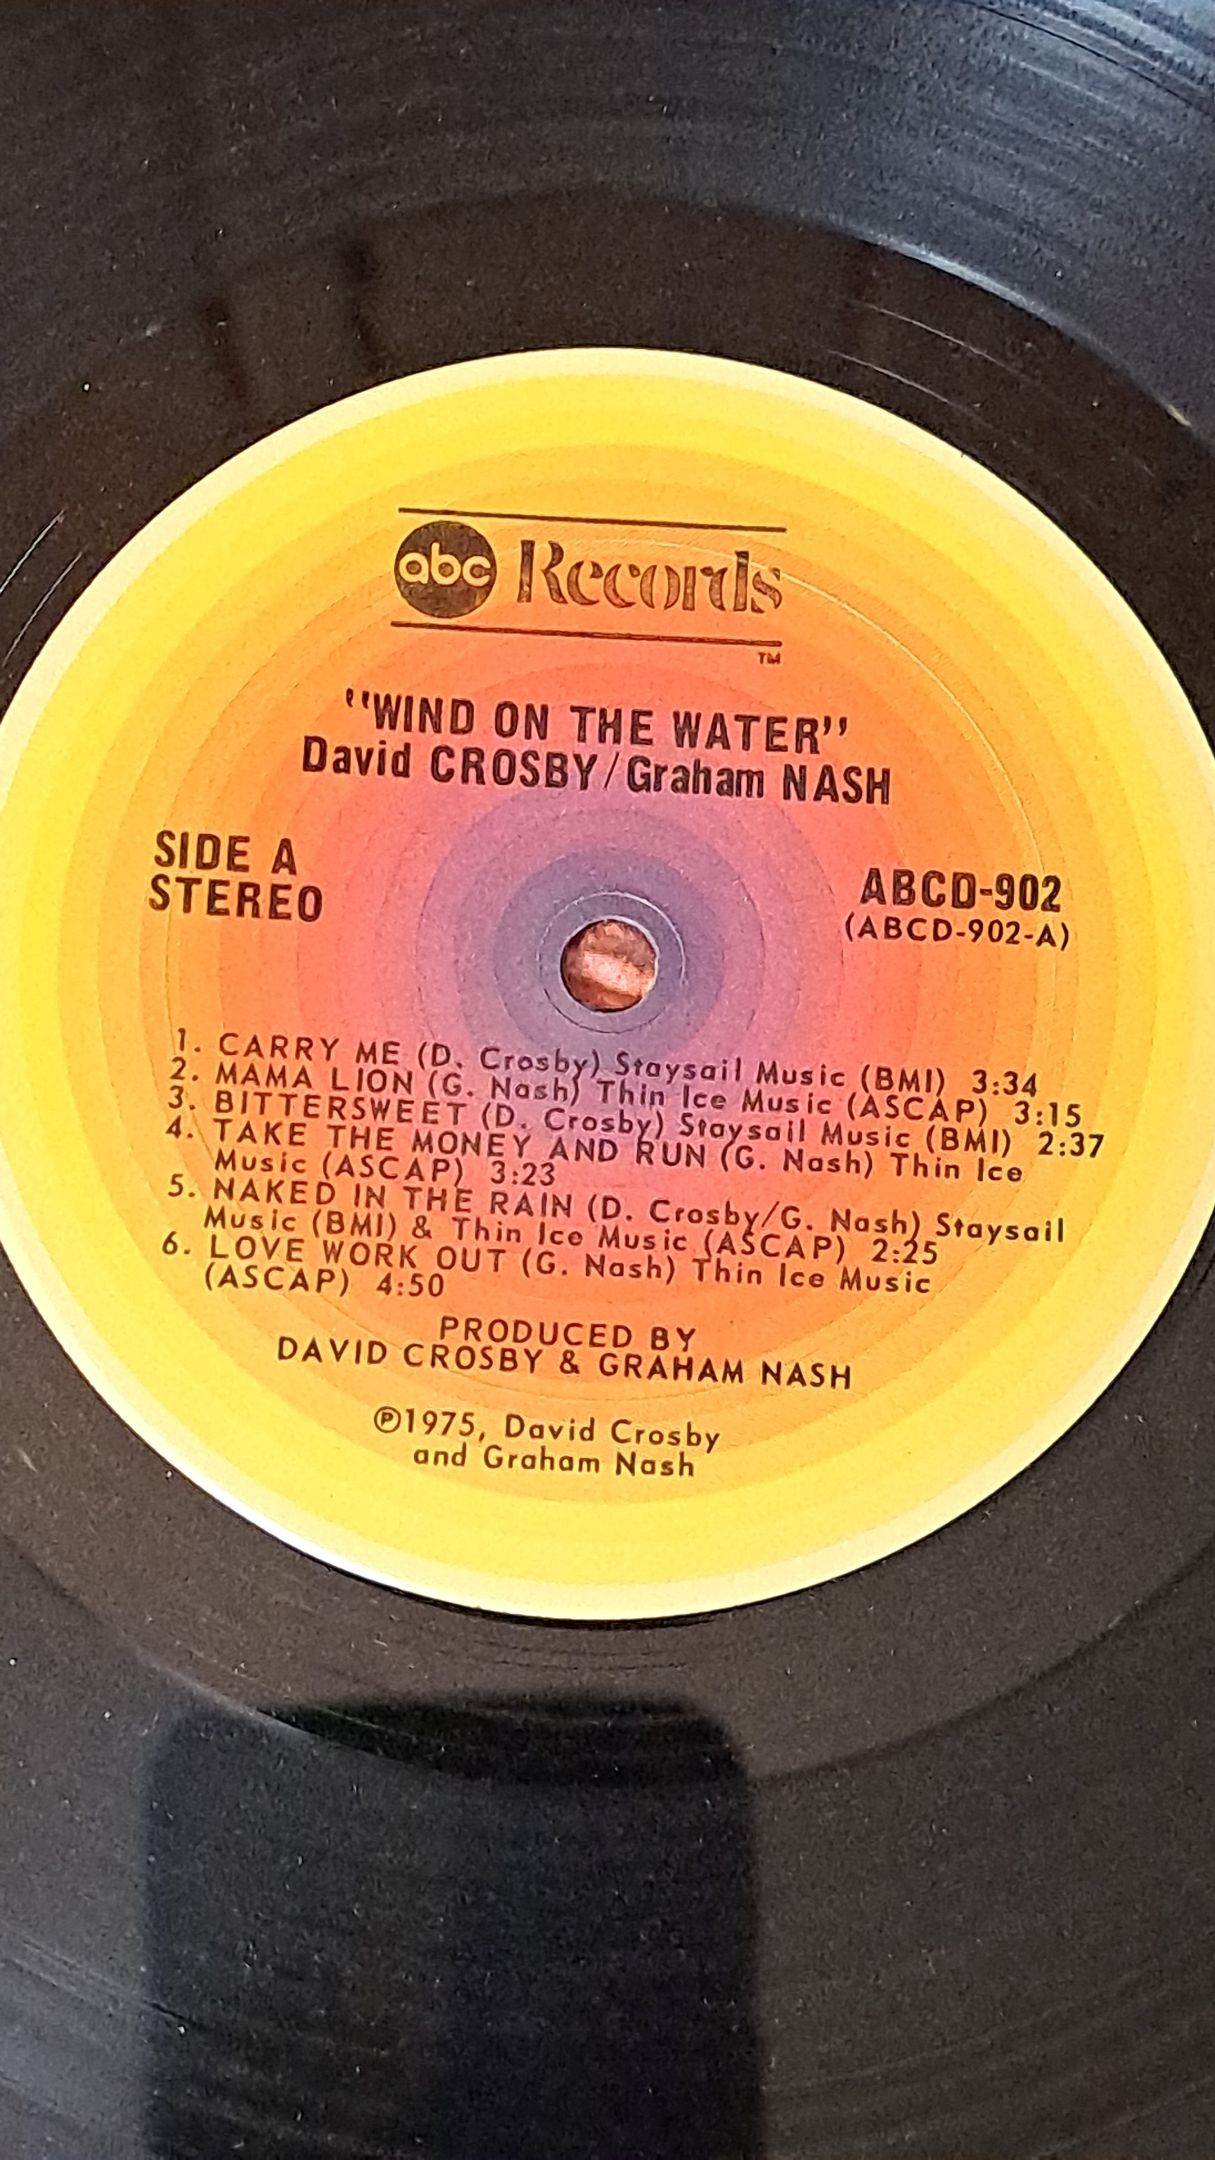 abc Records
TM
"WIND ON THE WATER"
David CROSBY/Graham NASH
SIDE A
STEREO
ABCD-902
(ABCD-902-A)
1. CARRY ME (D. Crosby) Staysail Music (BMI) 3:34
2. MAMA LION (G. Nash) Thin Ice Music (ASCAP) 3:15
3. BITTERSWEET (D. Crosby) Staysail Music (BMI) 2:37
4. TAKE THE MONEY AND RUN (G. Nash) Thin Ice
Music (ASCAP) 3:23
5. NAKED IN THE RAIN (D. Crosby/G. Nash) Staysail
Music (BMI) & Thin Ice Music (ASCAP) 2:25
6. LOVE WORK OUT (G. Nash) Thin Ice Music
(ASCAP) 4:50
PRODUCED BY
DAVID CROSBY & GRAHAM NASH
℗1975, David Crosby
and Graham Nash